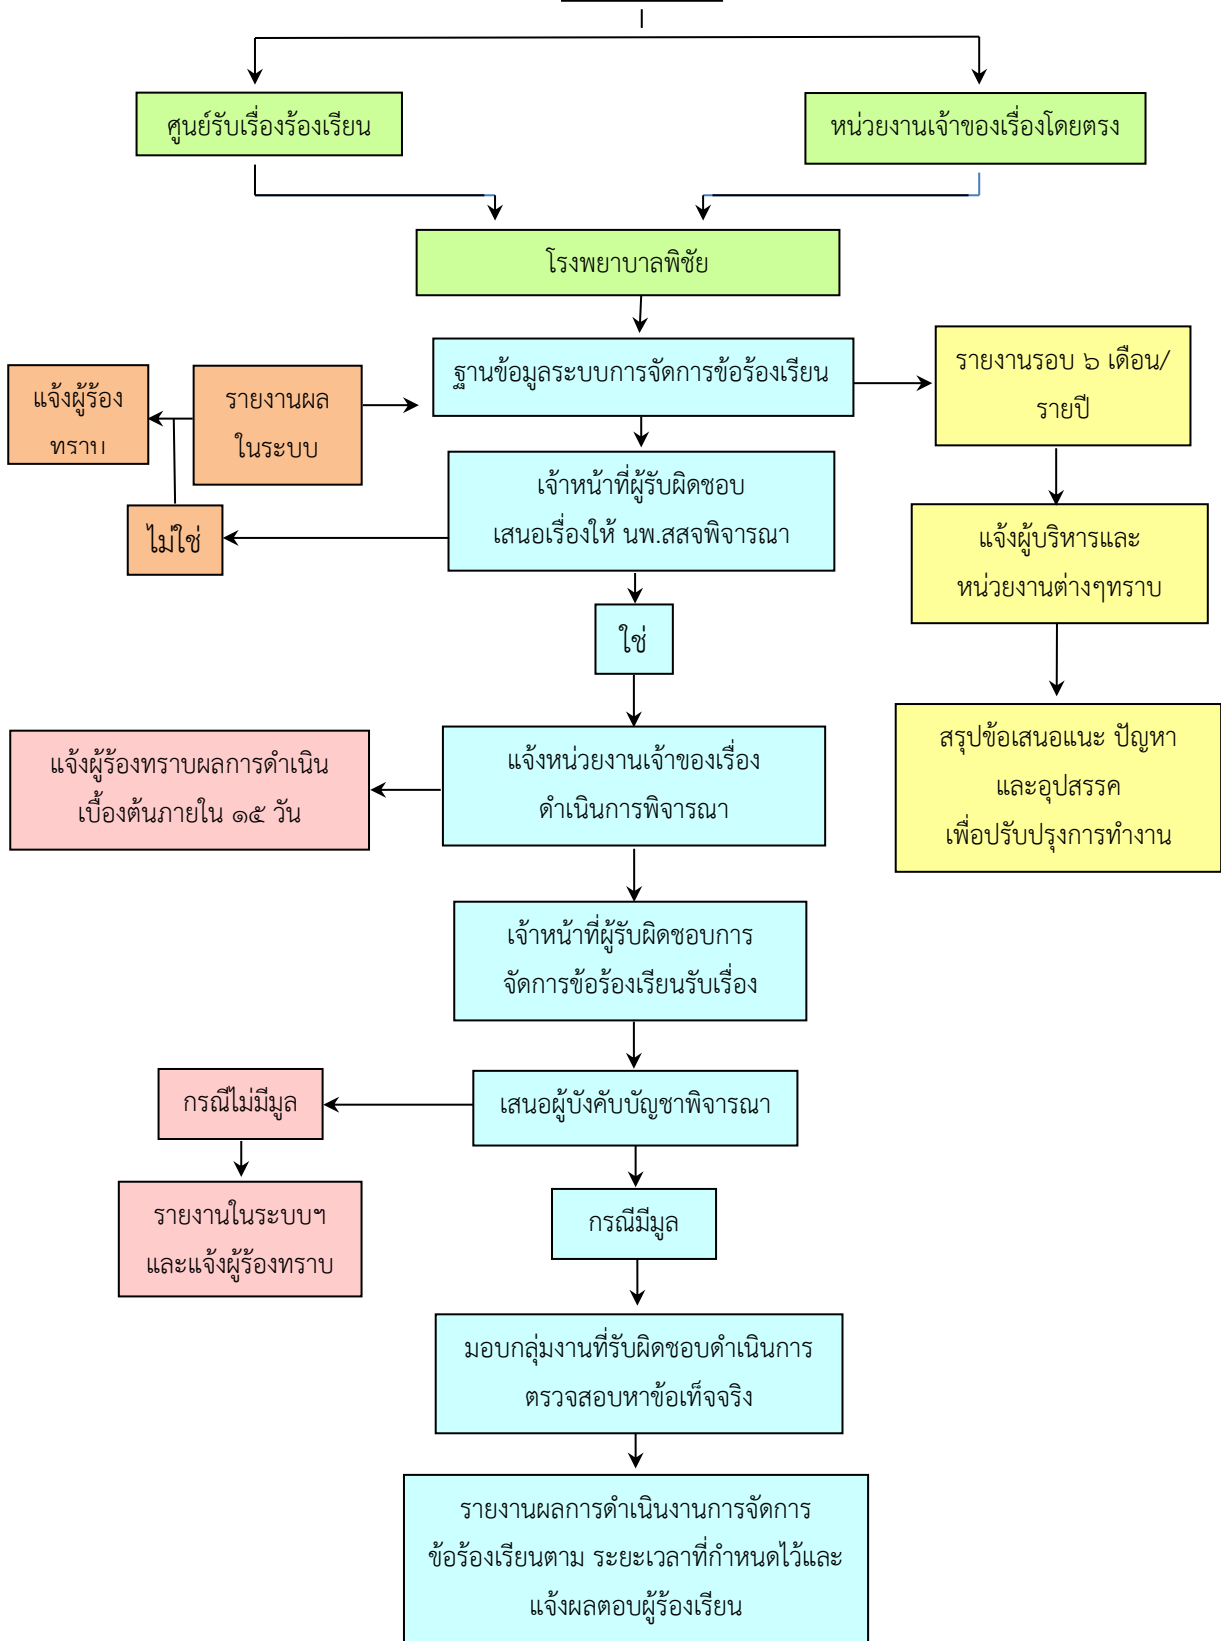 ศูนย์รับเรื่องร้องเรียน
หน่วยงานเจ้าของเรื่องโดยตรง
โรงพยาบาลพิชัย
ฐานข้อมูลระบบการจัดการข้อร้องเรียน
รายงานรอบ ๖ เดือน/
รายปี
แจ้งผู้ร้อง
ทราบ
รายงานผล
ในระบบ
เจ้าหน้าที่ผู้รับผิดชอบ
เสนอเรื่องให้ นพ.สสจพิจารณา
ไม่ใช่
แจ้งผู้บริหารและ
หน่วยงานต่างๆทราบ
ใช่
แจ้งผู้ร้องทราบผลการดำเนิน
เบื้องต้นภายใน ๑๕ วัน
แจ้งหน่วยงานเจ้าของเรื่อง
ดำเนินการพิจารณา
สรุปข้อเสนอแนะ ปัญหา
และอุปสรรค
เพื่อปรับปรุงการทำงาน
เจ้าหน้าที่ผู้รับผิดชอบการ
จัดการข้อร้องเรียนรับเรื่อง
กรณีไม่มีมูล
เสนอผู้บังคับบัญชาพิจารณา
รายงานในระบบฯ
และแจ้งผู้ร้องทราบ
กรณีมีมูล
มอบกลุ่มงานที่รับผิดชอบดำเนินการ
ตรวจสอบหาข้อเท็จจริง
รายงานผลการดำเนินงานการจัดการ
ข้อร้องเรียนตาม ระยะเวลาที่กำหนดไว้และ
แจ้งผลตอบผู้ร้องเรียน